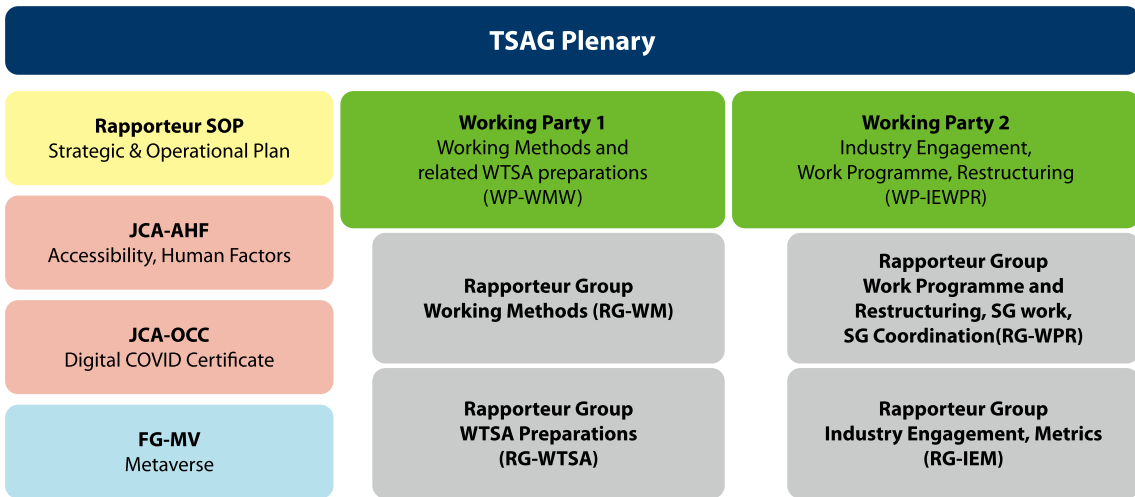 TSAG Plenary
Rapporteur SOP
Strategic & Operational Plan
JCA-AHF
Accessibility, Human Factors
JCA-OCC
Digital COVID Certificate
FG-MV
Metaverse
Working Party 1
Working Methods and
related WTSA preparations
(WP-WMW)
Rapporteur Group
Working Methods (RG-WM)
Rapporteur Group
WTSA Preparations
(RG-WTSA)
Working Party 2
Industry Engagement,
Work Programme, Restructuring
(WP-IEWPR)
Rapporteur Group
Work Programme and
Restructuring, SG work,
SG Coordination(RG-WPR)
Rapporteur Group
Industry Engagement, Metrics
(RG-IEM)